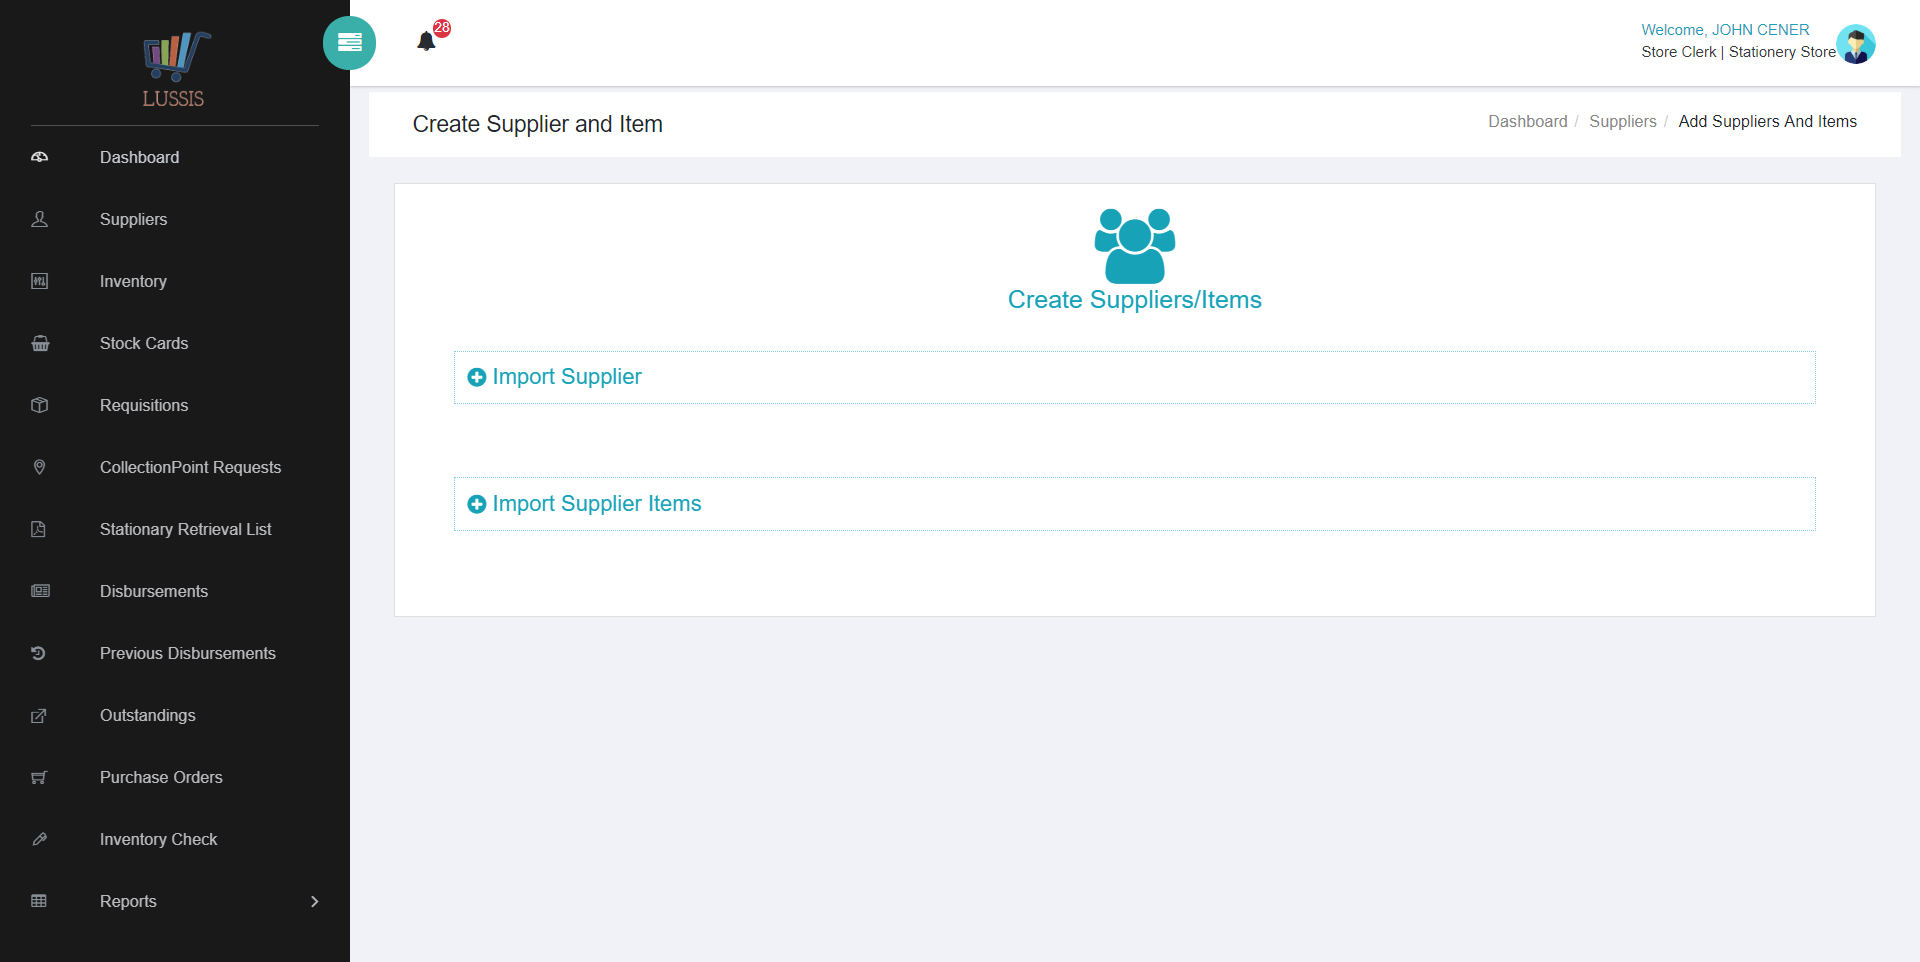 LUSSIS
Dashboard
Suppliers
Inventory
Stock Cards
Requisitions
CollectionPoint Requests
Stationary Retrieval List
Disbursements
Previous Disbursements
Outstandings
Purchase Orders
Inventory Check
Reports
28
Welcome, JOHN CENER
Store Clerk | Stationery Store
Create Supplier and Item
Dashboard / Suppliers / Add Suppliers And Items
Create Suppliers/Items
Import Supplier
Import Supplier Items